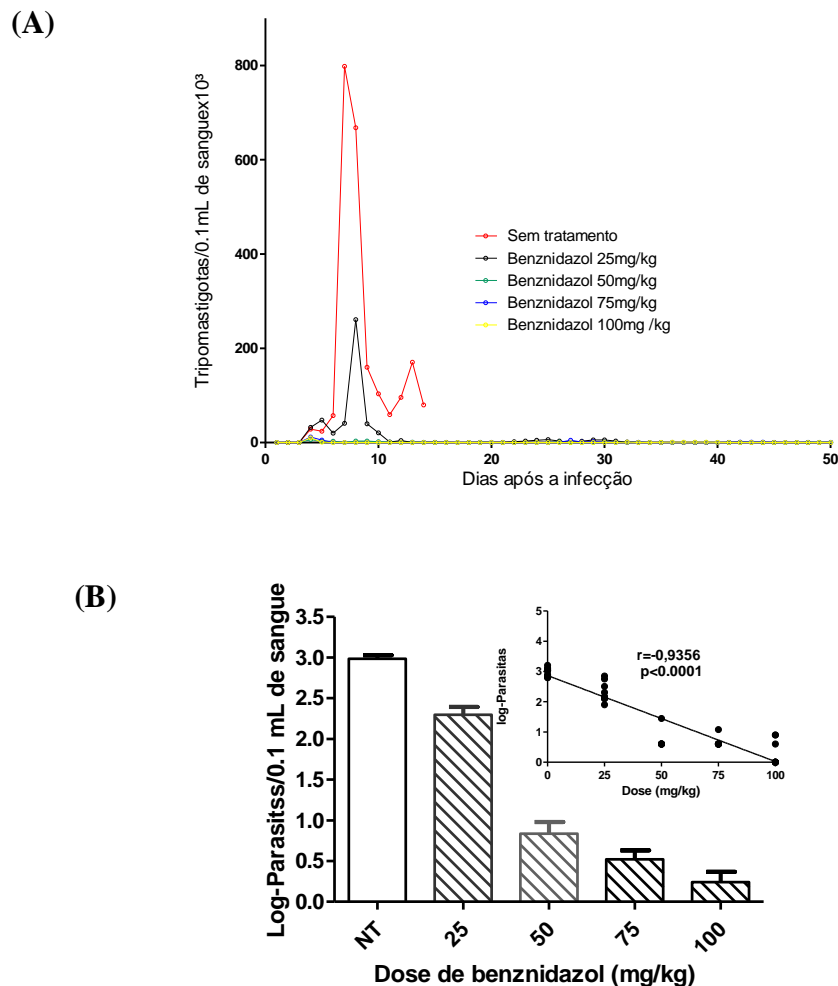 (A)
Tripomastigotas/0.1mL de sanguex10³
800
600
400
200
0
Sem tratamento
Benznidazol 25mg/kg
Benznidazol 50mg/kg
Benznidazol 75mg/kg
Benznidazol 100mg /kg
0 10 20 30 40 50
Dias após a infecção
(B)
Log-Parasitss/0.1 mL de sangue
3.5
3.0
2.5
2.0
1.5
1.0
0.5
0.0
NT 25 50 75 100
Dose de benznidazol (mg/kg)
log-Parasitas
5
4
3
2
1
0
r=-0,9356
p<0.0001
0 25 50 75 100
Dose (mg/kg)